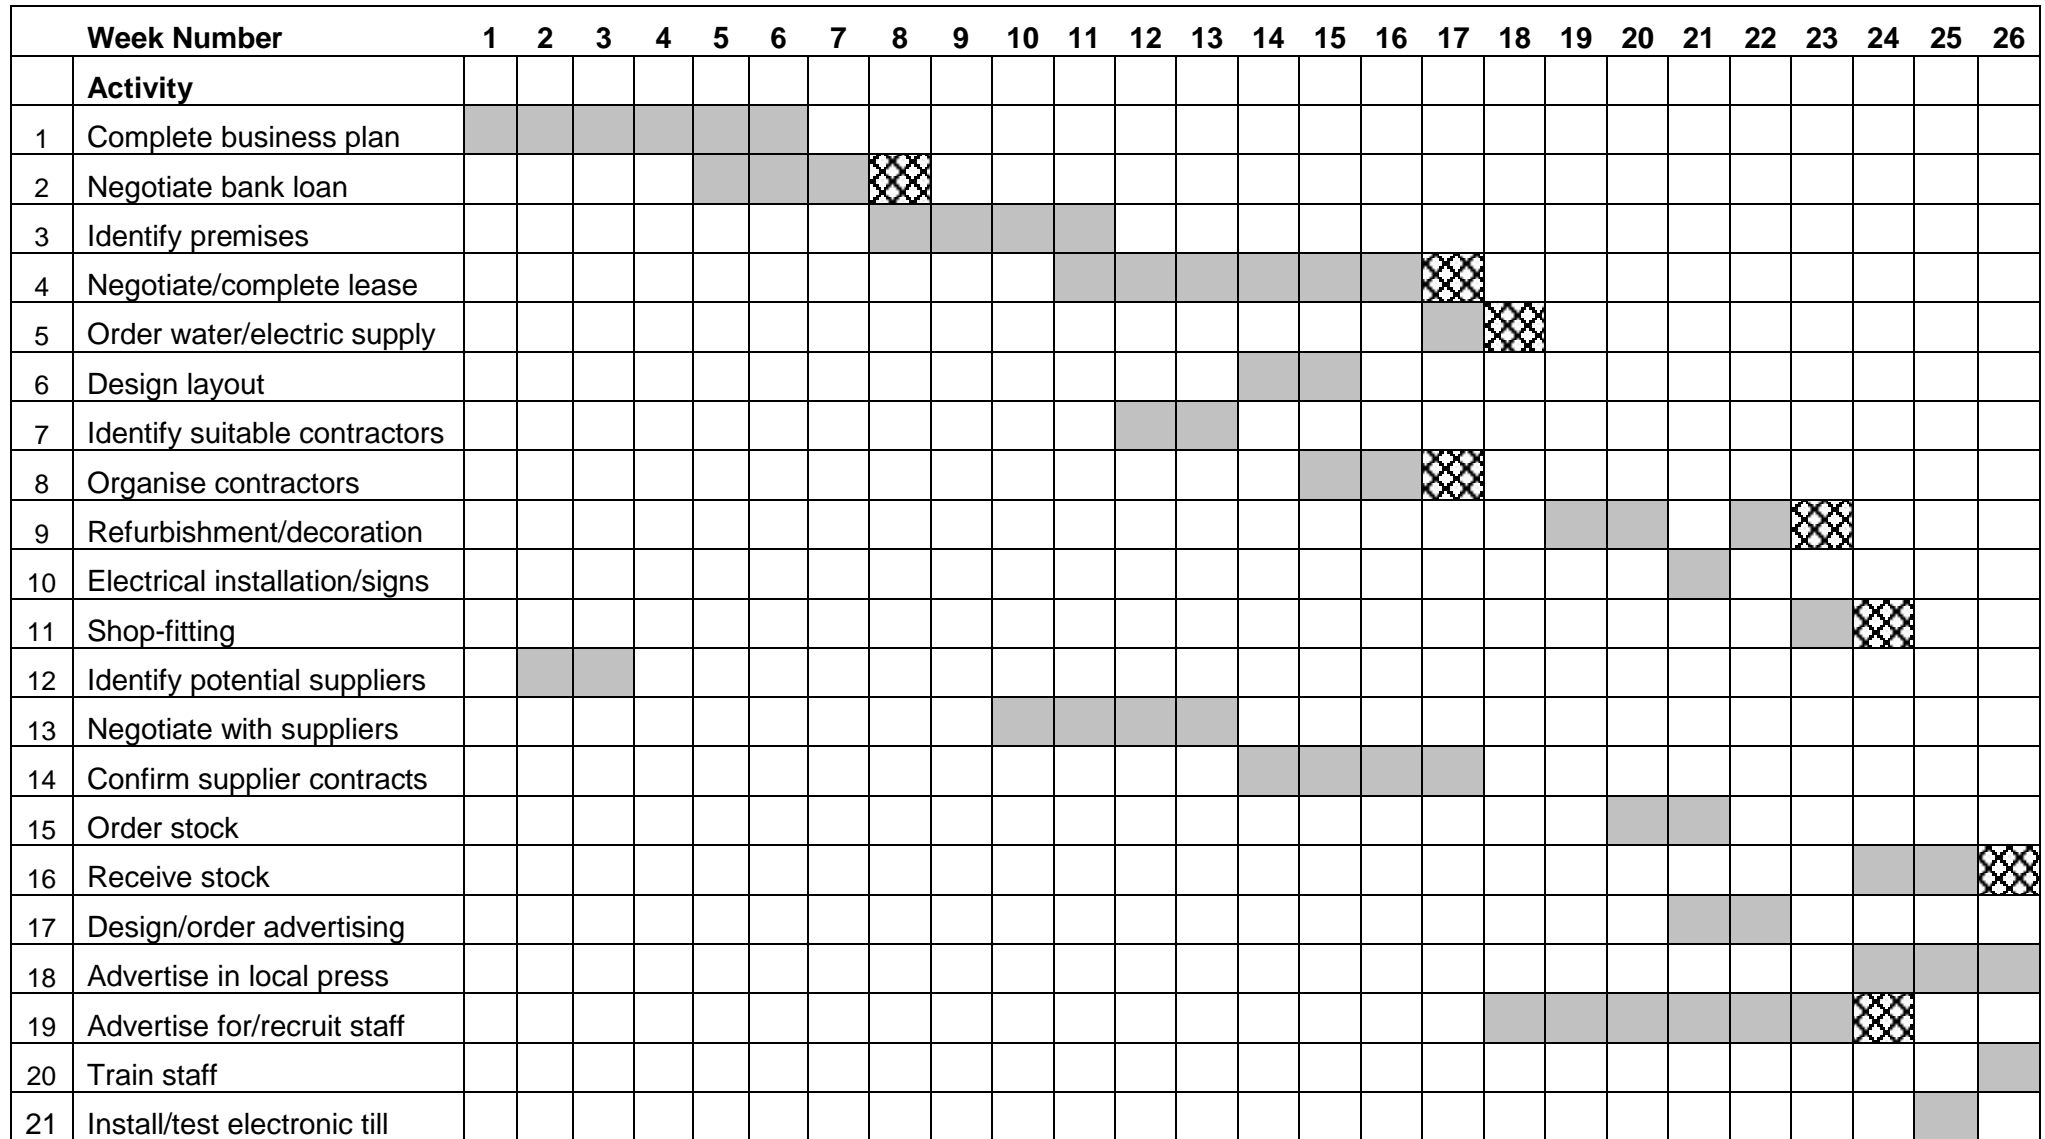 Week Number 1 2 3 4 5 6 7 8 9 10 11 12 13 14 15 16 17 18 19 20 21 22 23 24 25 26
Activity
1 Complete business plan
2 Negotiate bank loan
3 Identify premises
4 Negotiate/complete lease
5 Order water/electric supply
6 Design layout
7 Identify suitable contractors
8 Organise contractors
9 Refurbishment/decoration
10 Electrical installation/signs
11 Shop-fitting
12 Identify potential suppliers
13 Negotiate with suppliers
14 Confirm supplier contracts
15 Order stock
16 Receive stock
17 Design/order advertising
18 Advertise in local press
19 Advertise for/recruit staff
20 Train staff
21 Install/test electronic till